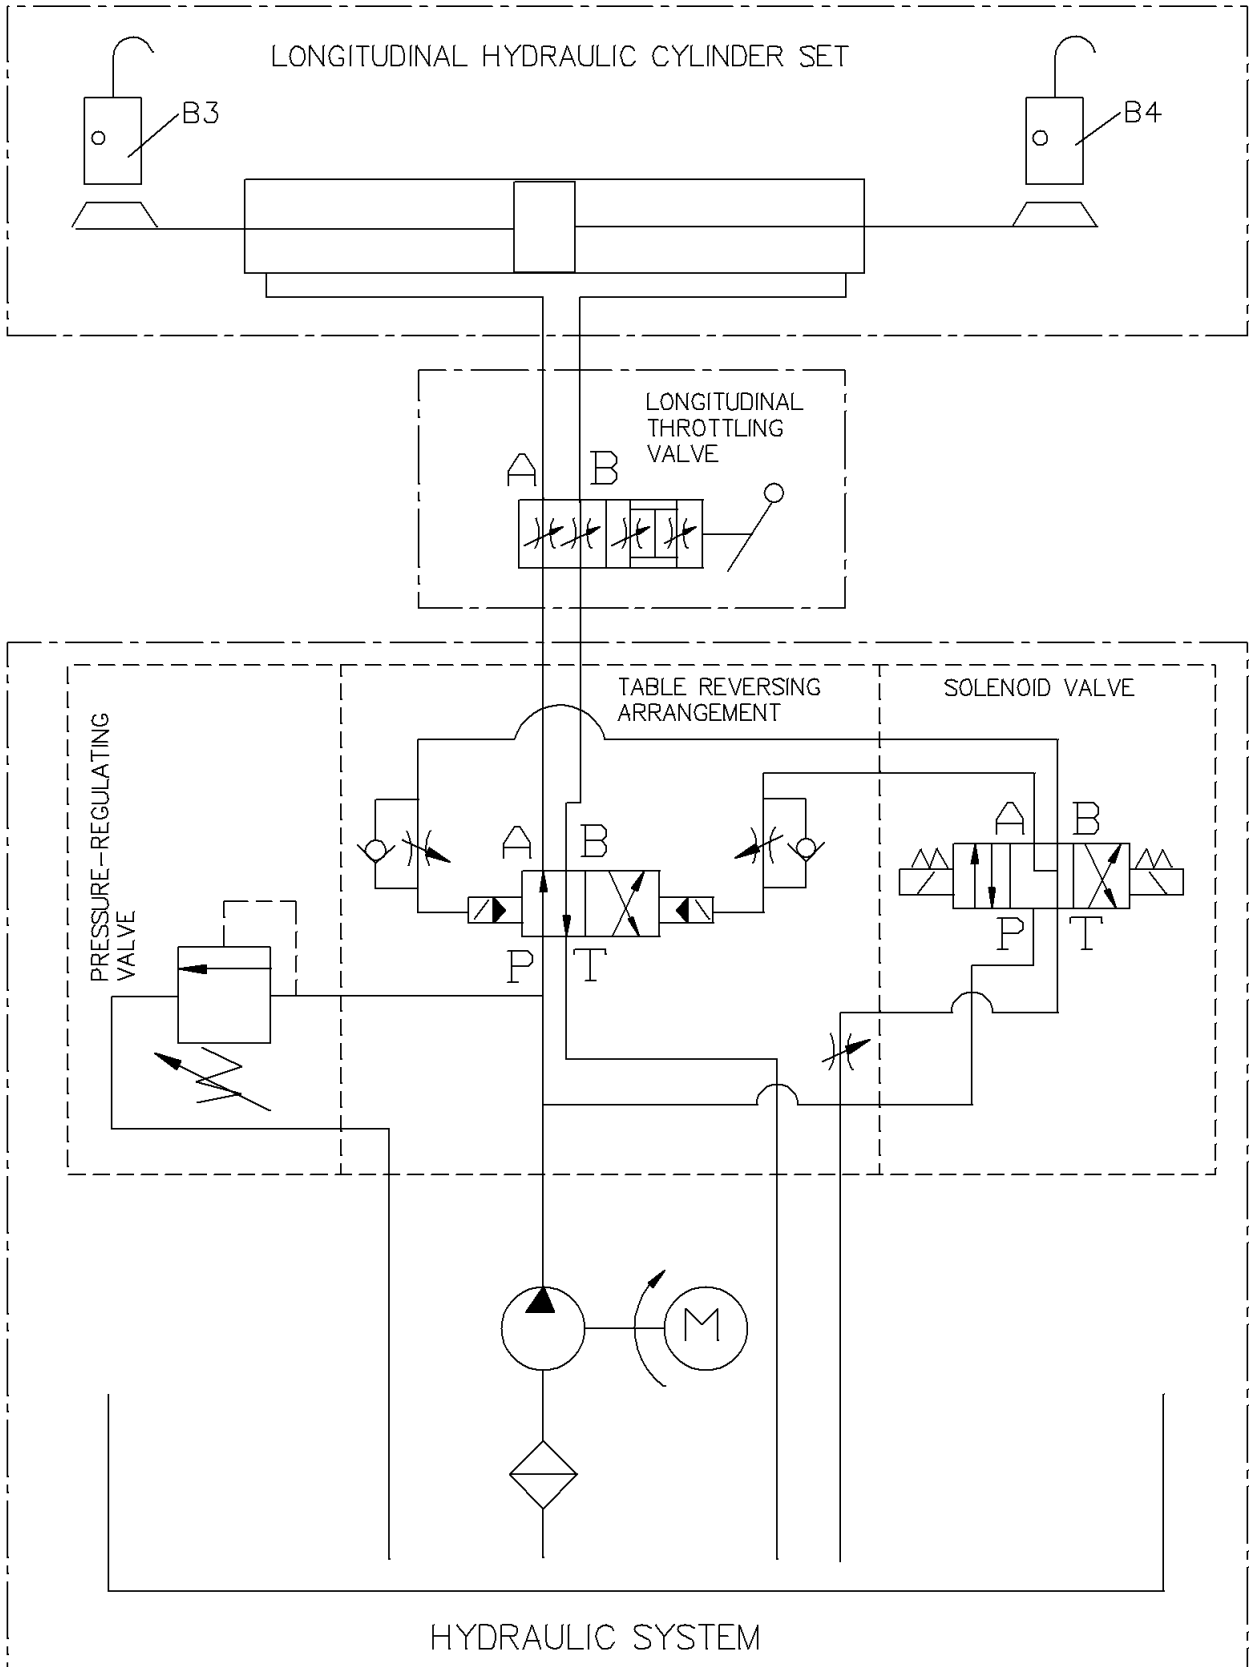 LONGITUDINAL HYDRAULIC CYLINDER SET
B3
B4
LONGITUDINAL
THROTTLING
VALVE
A B
TABLE REVERSING
ARRANGEMENT
SOLENOID VALVE
PRESSURE-REGULATING
VALVE
A B
A B
P T
P T
M
HYDRAULIC SYSTEM